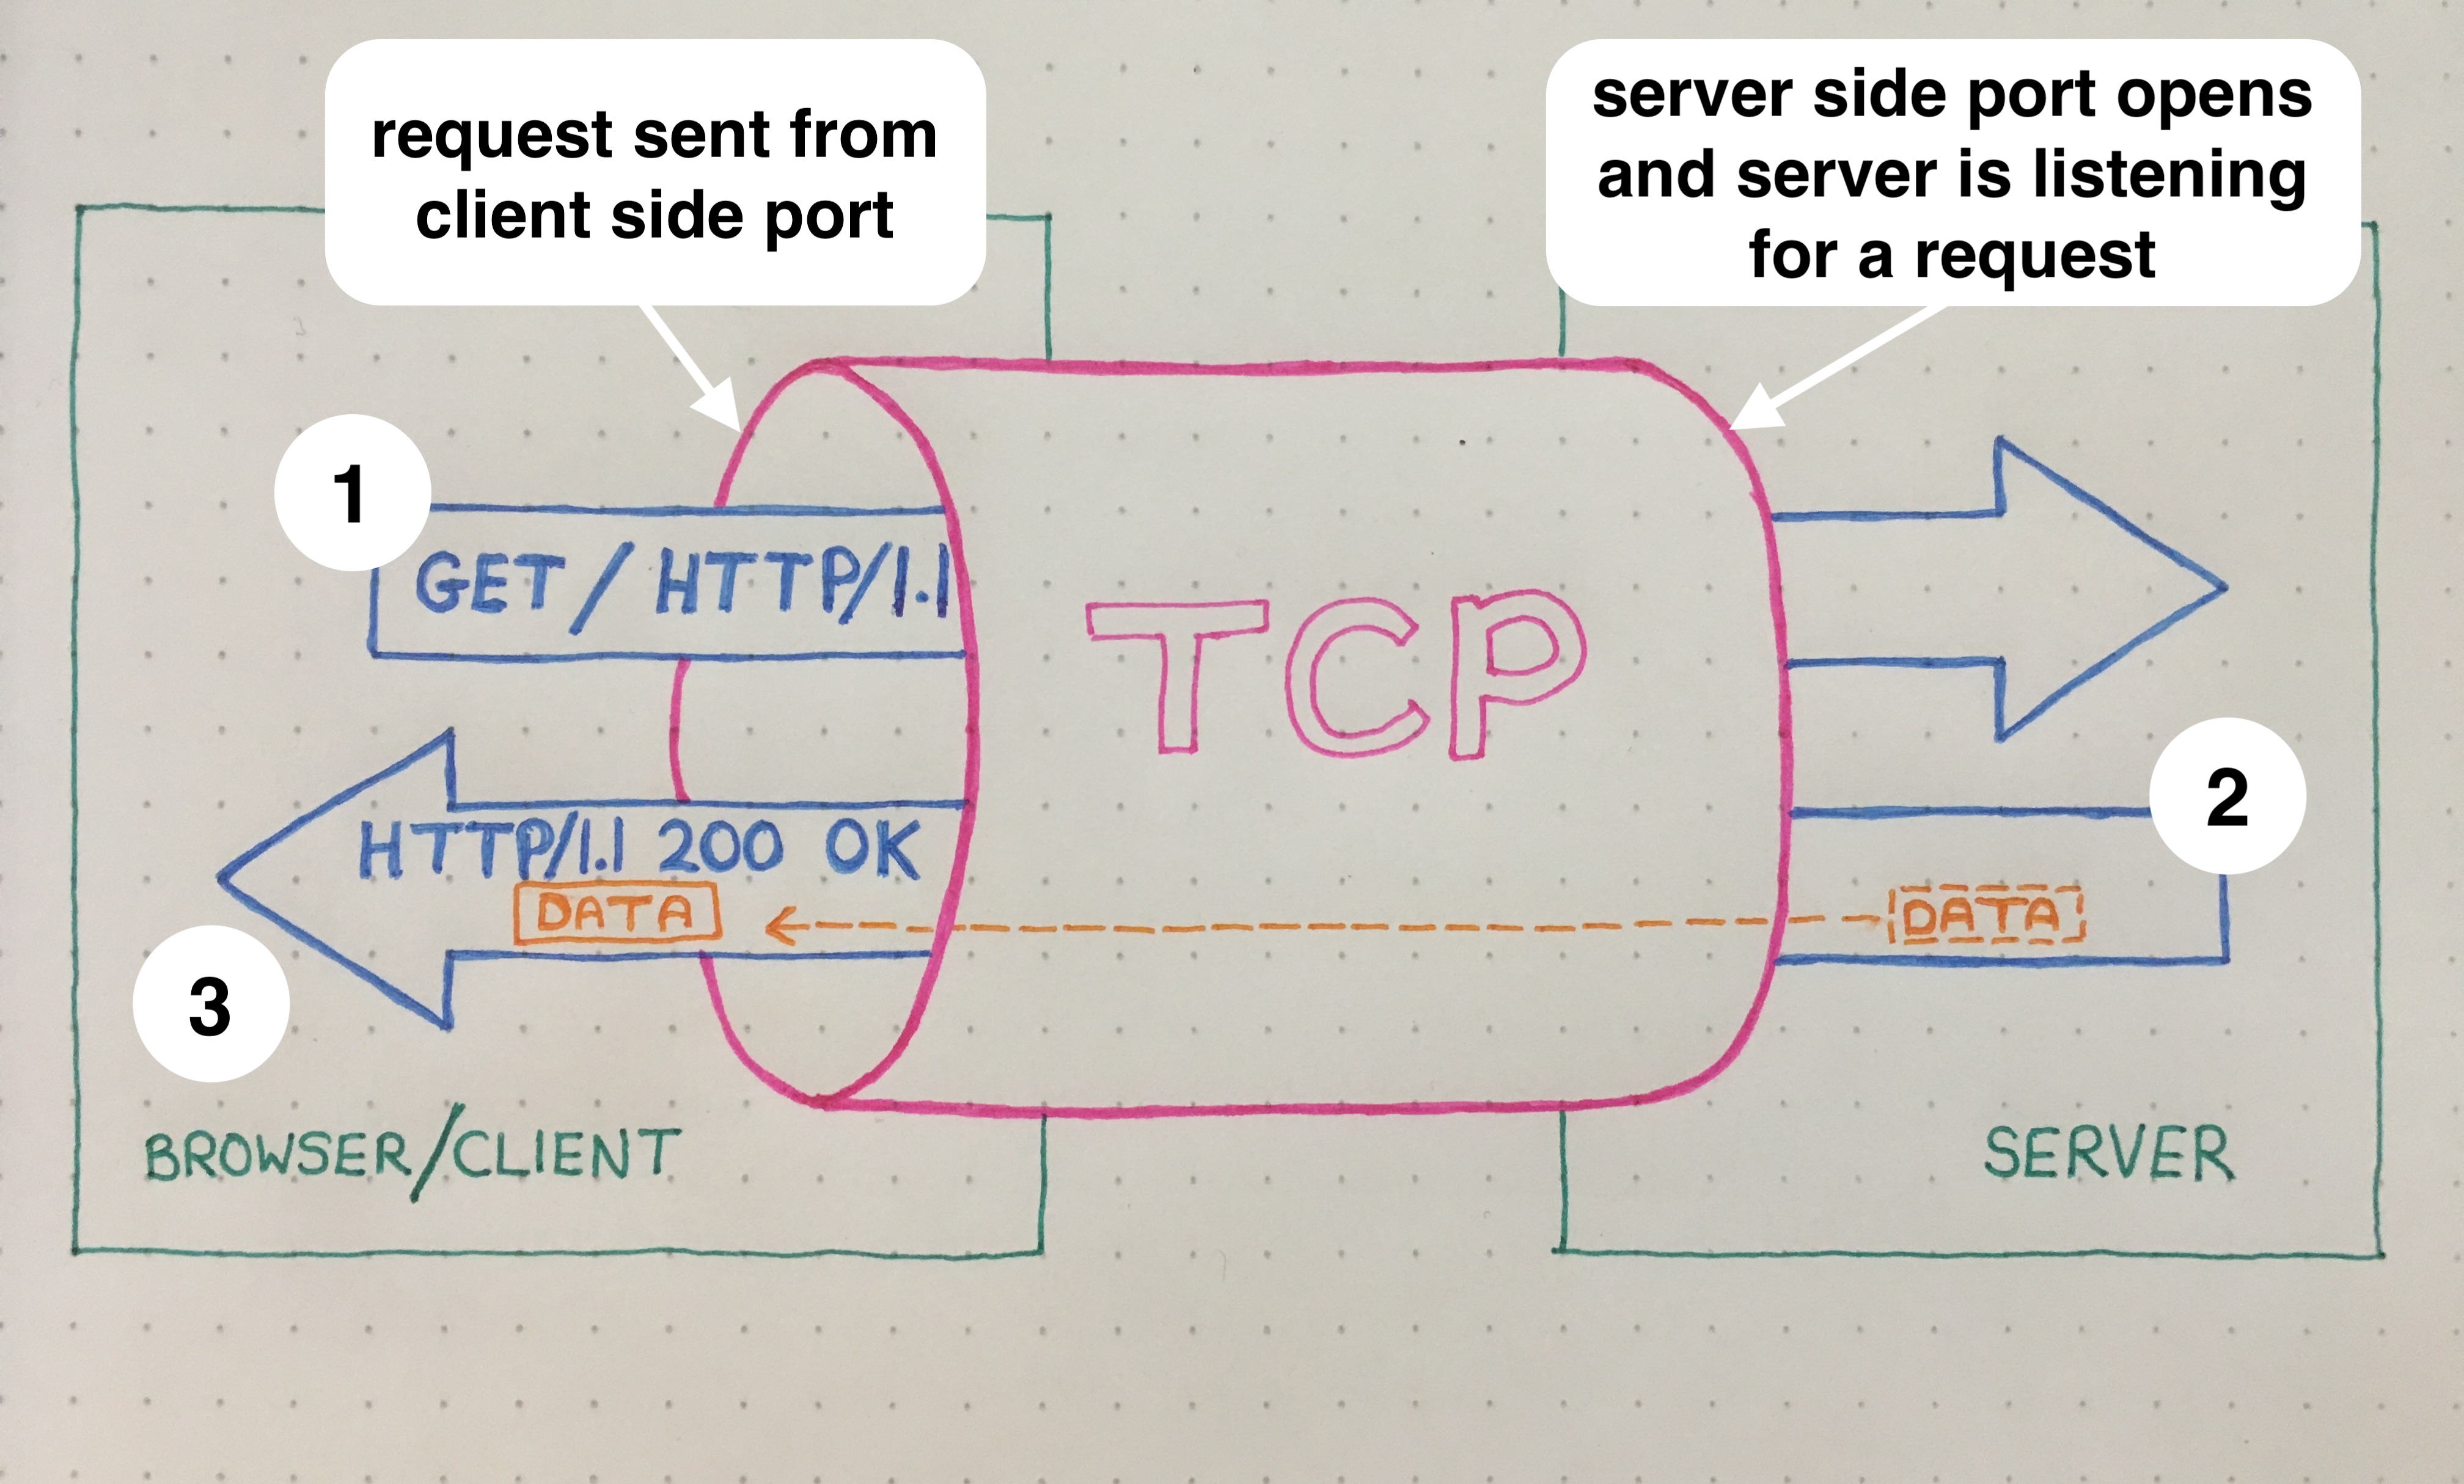 request sent from
client side port
server side port opens
and server is listening
for a request
1
GET / HTTP/1.1
TCP
2
HTTP/1.1 200 OK
DATA
DATA
3
BROWSER/CLIENT
SERVER